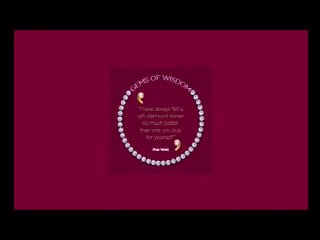 GEMS OF WISDOM
"I have always felt a
gift diamond shines
so much better
than one you buy
for yourself."
Mae West